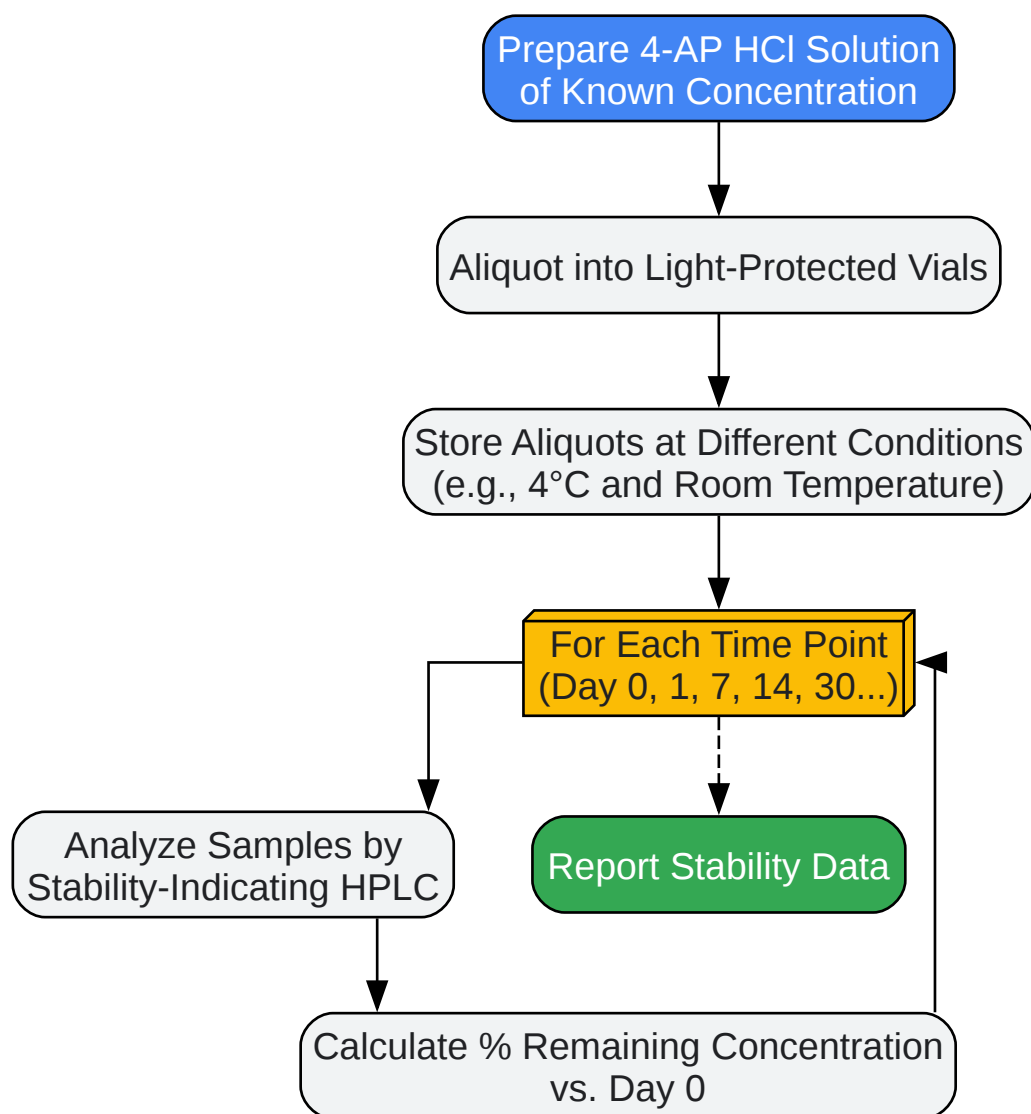 Prepare 4-AP HCl Solution
of Known Concentration
Aliquot into Light-Protected Vials
Store Aliquots at Different Conditions
(e.g., 4°C and Room Temperature)
For Each Time Point
(Day 0, 1, 7, 14, 30...)
Analyze Samples by
Stability-Indicating HPLC
Report Stability Data
Calculate % Remaining Concentration
vs. Day 0